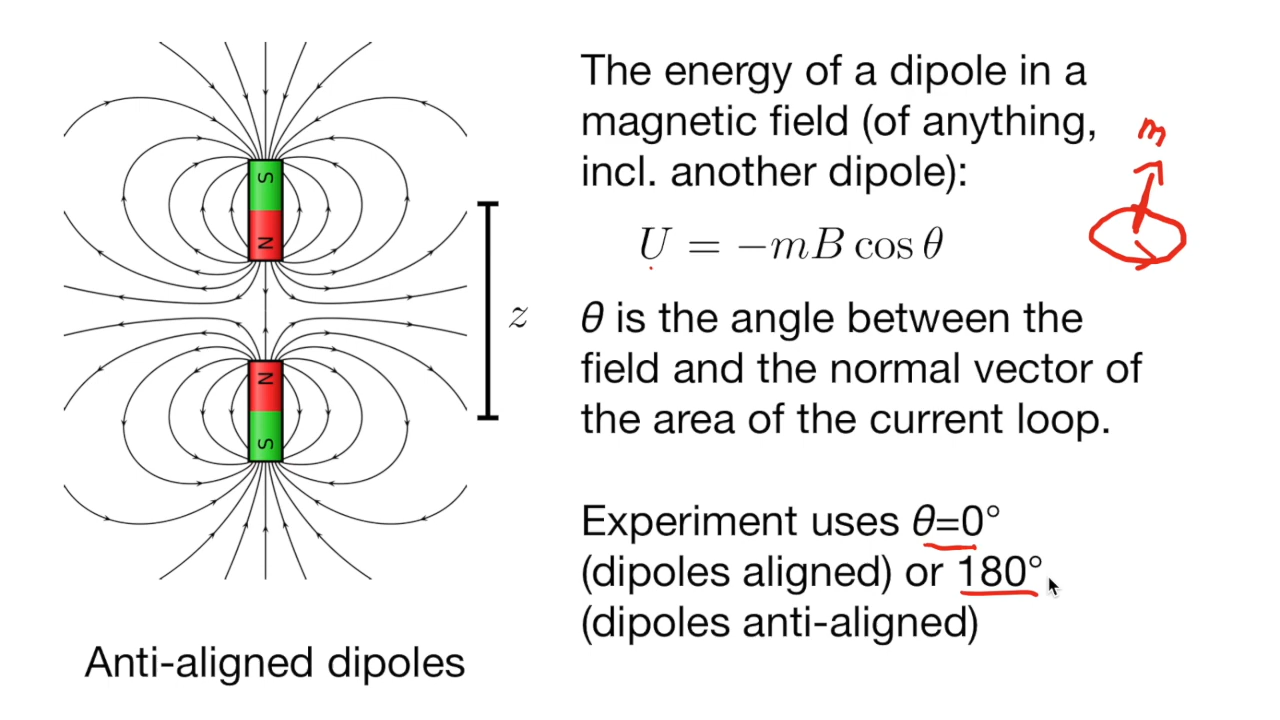 The energy of a dipole in a
magnetic field (of anything,
incl. another dipole):
m
U = −mB cos θ
θ is the angle between the
field and the normal vector of
the area of the current loop.
Experiment uses θ=0°
(dipoles aligned) or 180°
(dipoles anti-aligned)
S
N
z
N
S
Anti-aligned dipoles